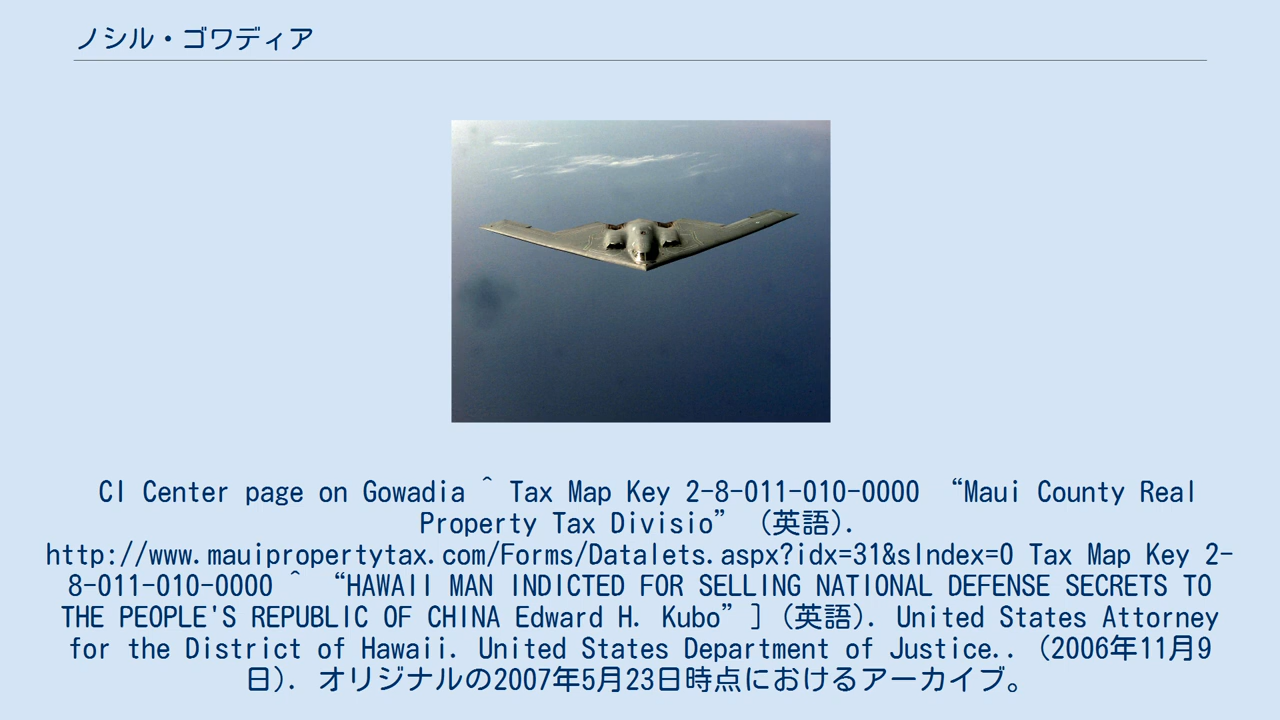 ノシル・ゴワディア
CI Center page on Gowadia ^ Tax Map Key 2-8-011-010-0000 “Maui County Real
Property Tax Divisio” （英語）.
http://www.mauipropertytax.com/Forms/Datalets.aspx?idx=31&sIndex=0 Tax Map Key 2-
8-011-010-0000 ^ “HAWAII MAN INDICTED FOR SELLING NATIONAL DEFENSE SECRETS TO
THE PEOPLE'S REPUBLIC OF CHINA Edward H. Kubo”］（英語）. United States Attorney
for the District of Hawaii. United States Department of Justice.. （2006年11月9
日）. オリジナルの2007年5月23日時点におけるアーカイブ。